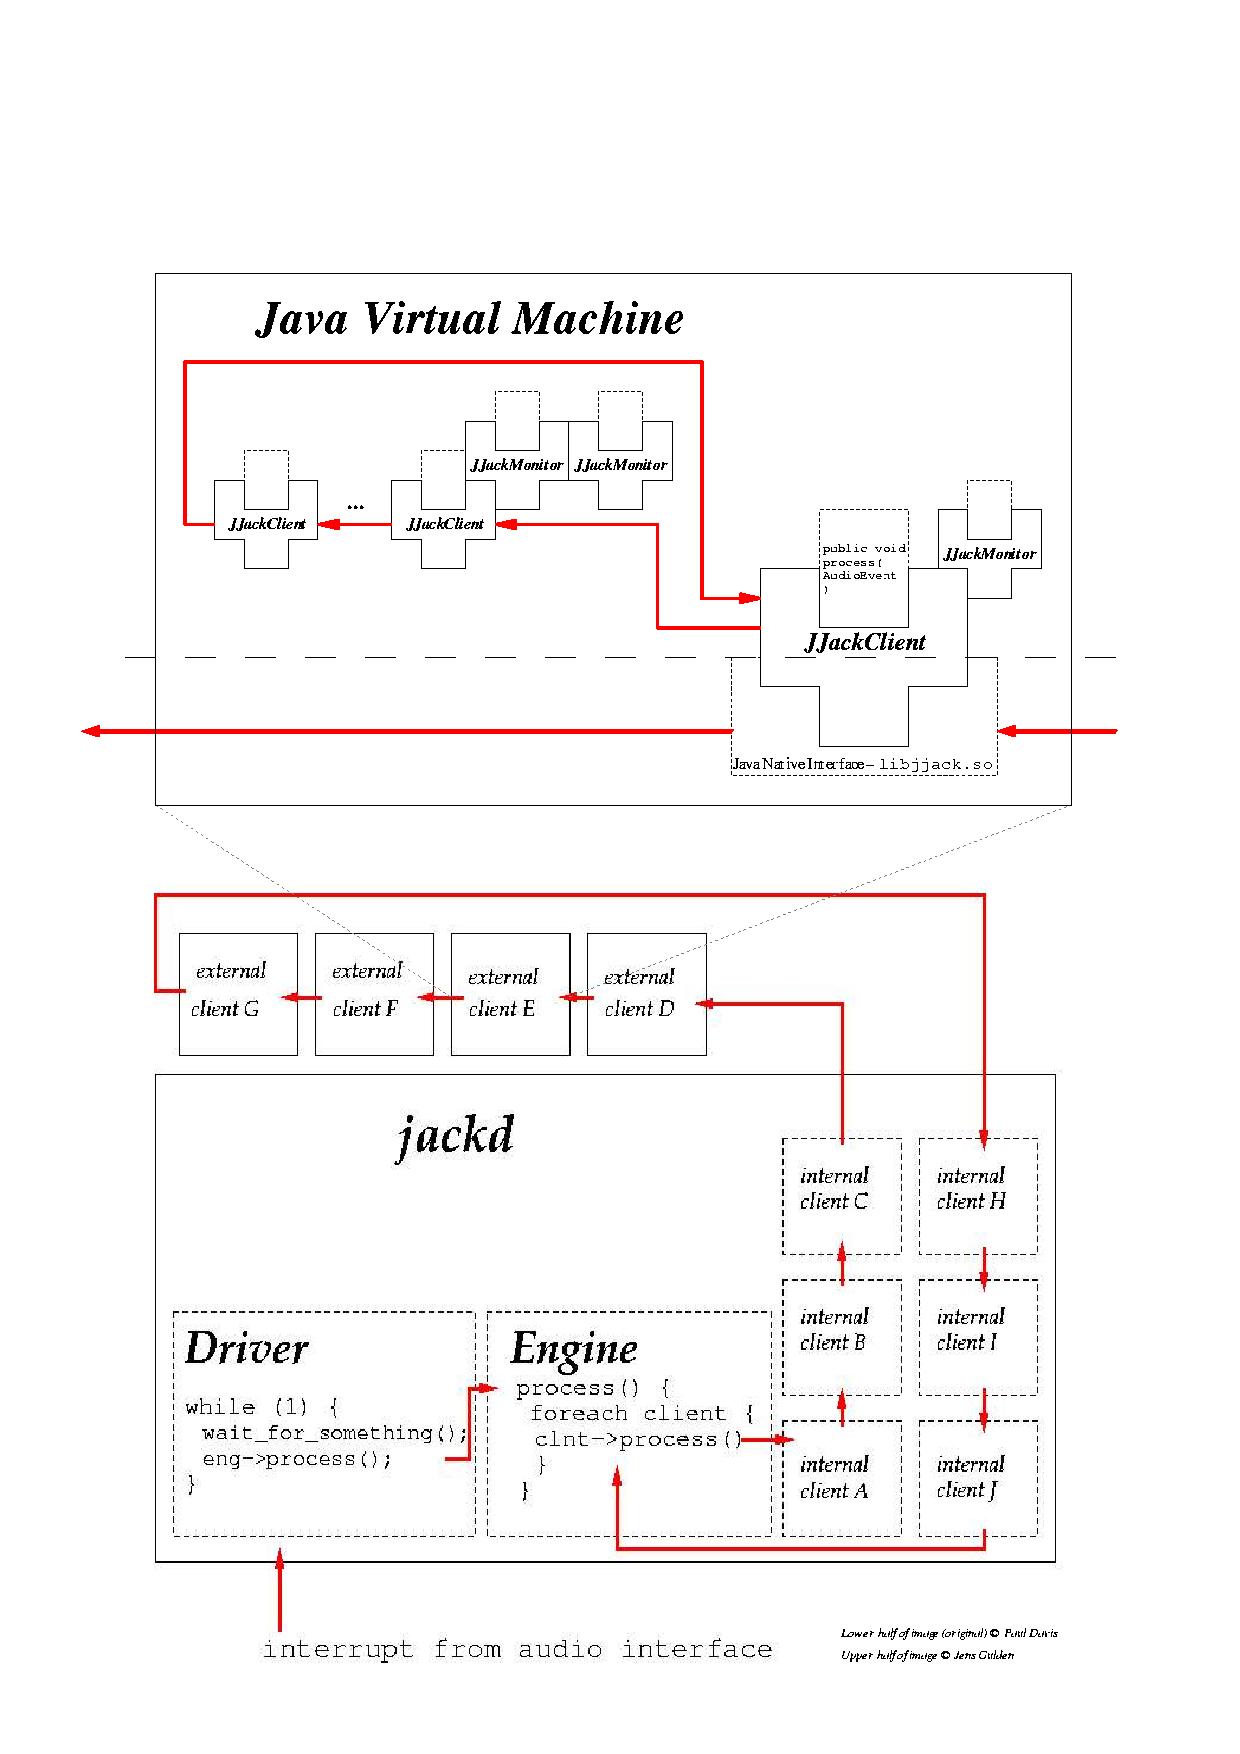 Java Virtual Machine
JJackMonitor JJackMonitor
JJackClient ... JJackClient
public void
process(
AudioEvent
)
JJackMonitor
JJackClient
Java Native Interface – libjjack.so
external
client G
external
client F
external
client E
external
client D
jackd
internal
client C
internal
client H
internal
client B
internal
client I
internal
client A
internal
client J
Driver
while (1) {
wait_for_something();
eng->process();
}
Engine
process() {
foreach client {
clnt->process()
}
}
interrupt from audio interface
Lower half of image (original) © Paul Davis
Upper half of image © Jens Gulden